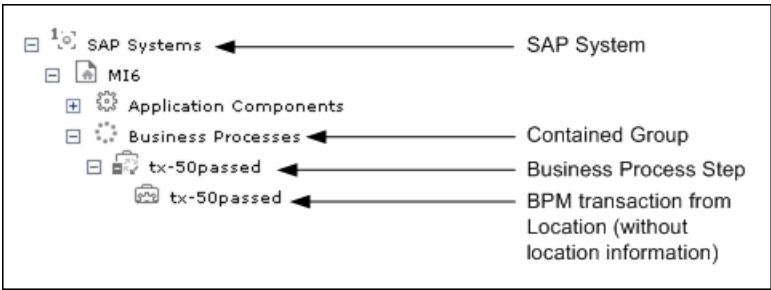 SAP Systems
SAP System
MI6
Application Components
Business Processes
Contained Group
tx-50passed
Business Process Step
tx-50passed
BPM transaction from
Location (without
location information)